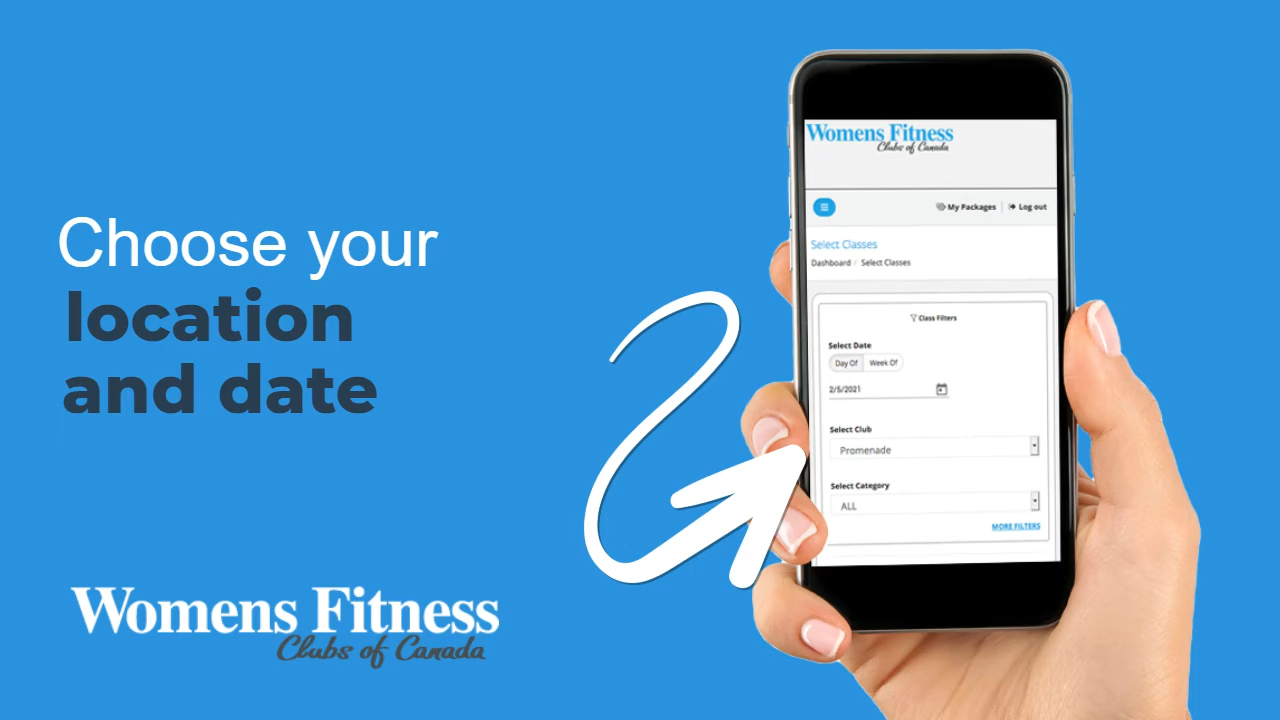 Choose your
location
and date
Womens Fitness
Clubs of Canada
Womens Fitness
Clubs of Canada
My Packages
Log out
Select Classes
Dashboard / Select Classes
Class Filters
Select Date
Day Of
Week Of
2/5/2021
Select Club
Promenade
Select Category
ALL
MORE FILTERS